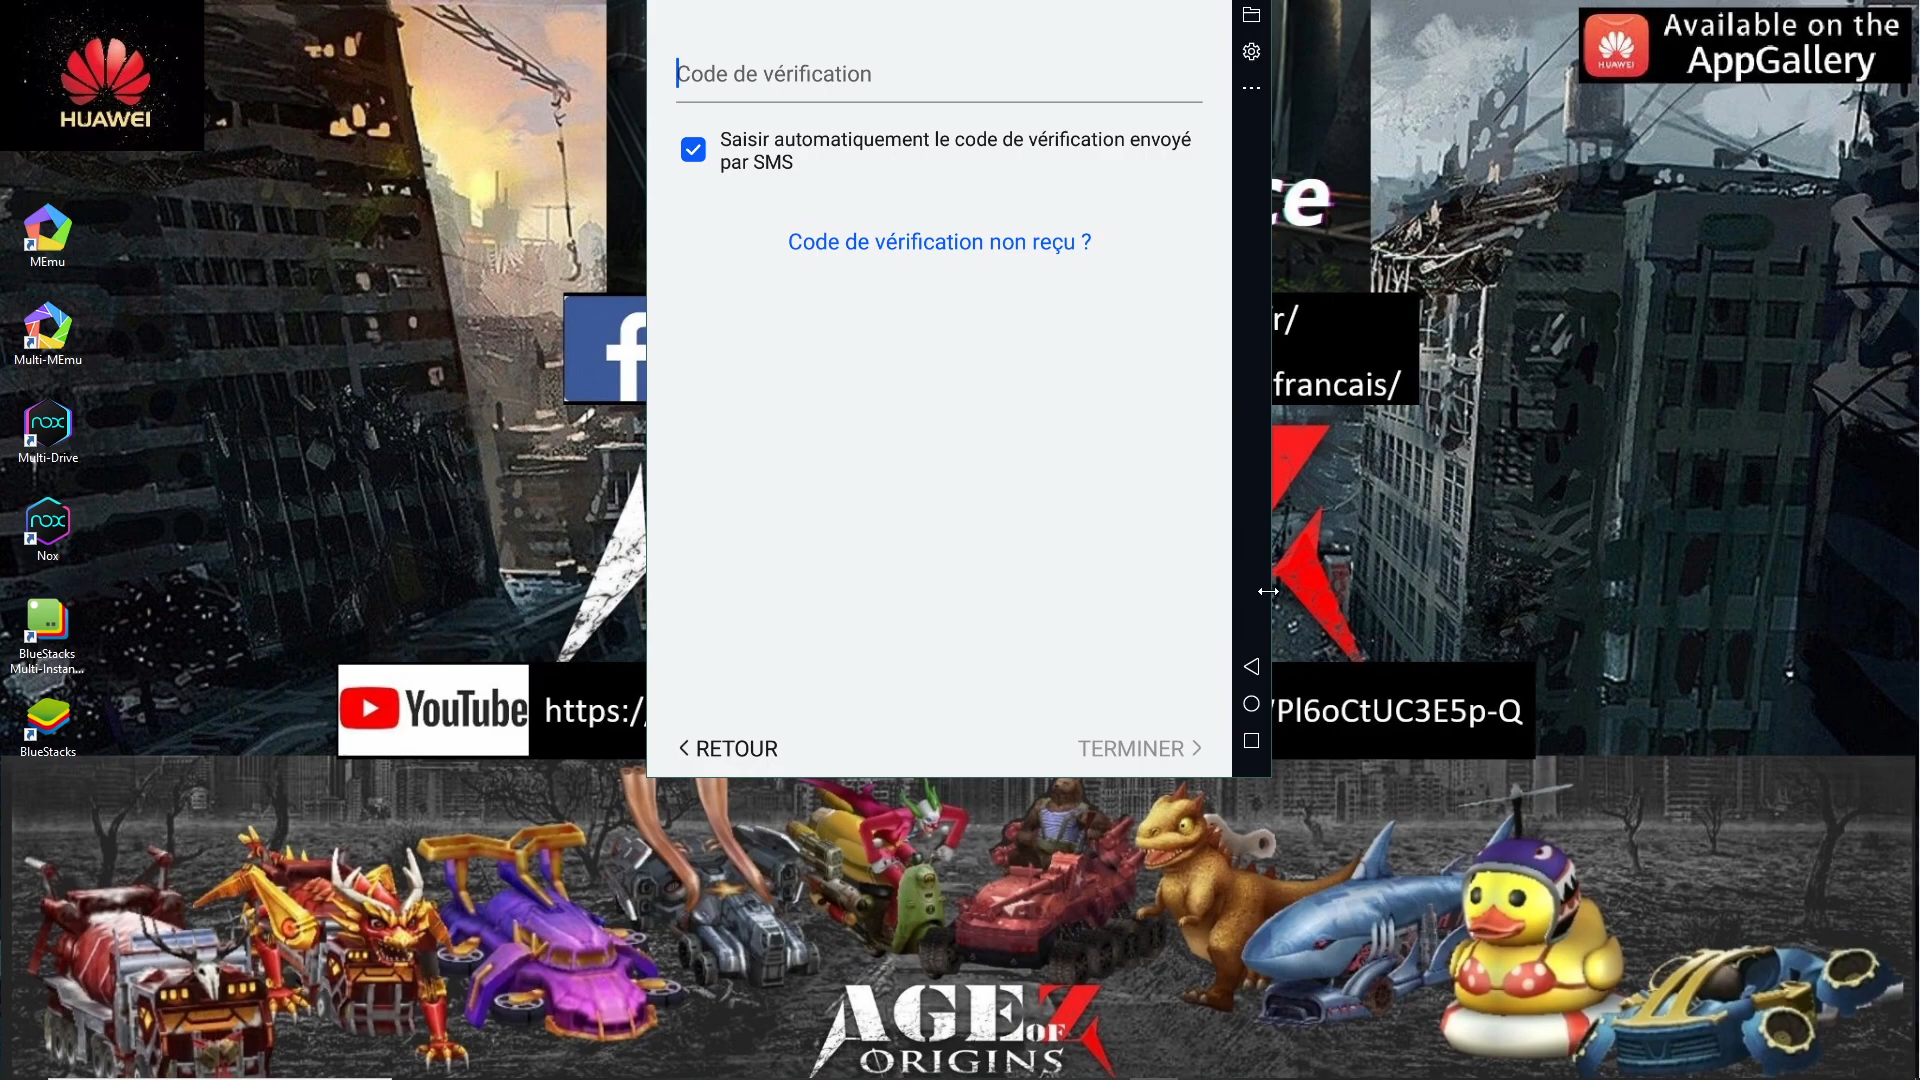 HUAWEI
Available on the
HUAWEI
AppGallery
Code de vérification
Saisir automatiquement le code de vérification envoyé
par SMS
Code de vérification non reçu ?
MEmu
Multi-MEmu
nox
Multi-Drive
nox
Nox
BlueStacks
Multi-Instan...
BlueStacks
ce
f
r/
francais/
YouTube
https:/
Pl6oCtUC3E5p-Q
RETOUR
TERMINER
AGE OF Z
ORIGINS